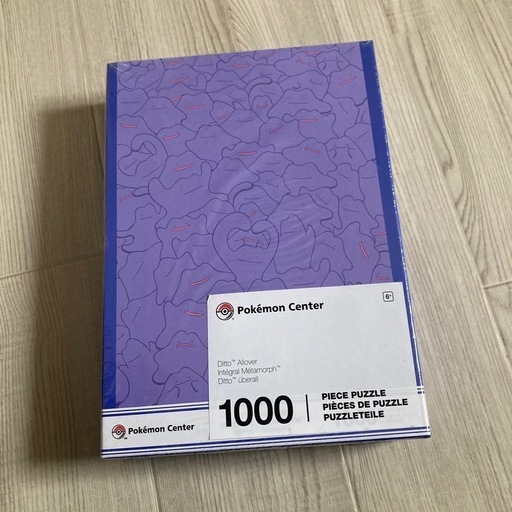 Pokémon Center
6+
Ditto™ Allover
Intégral Métamorph™
Ditto™ überall
1000
PIECE PUZZLE
PIÈCES DE PUZZLE
PUZZLETEILE
Pokémon Center